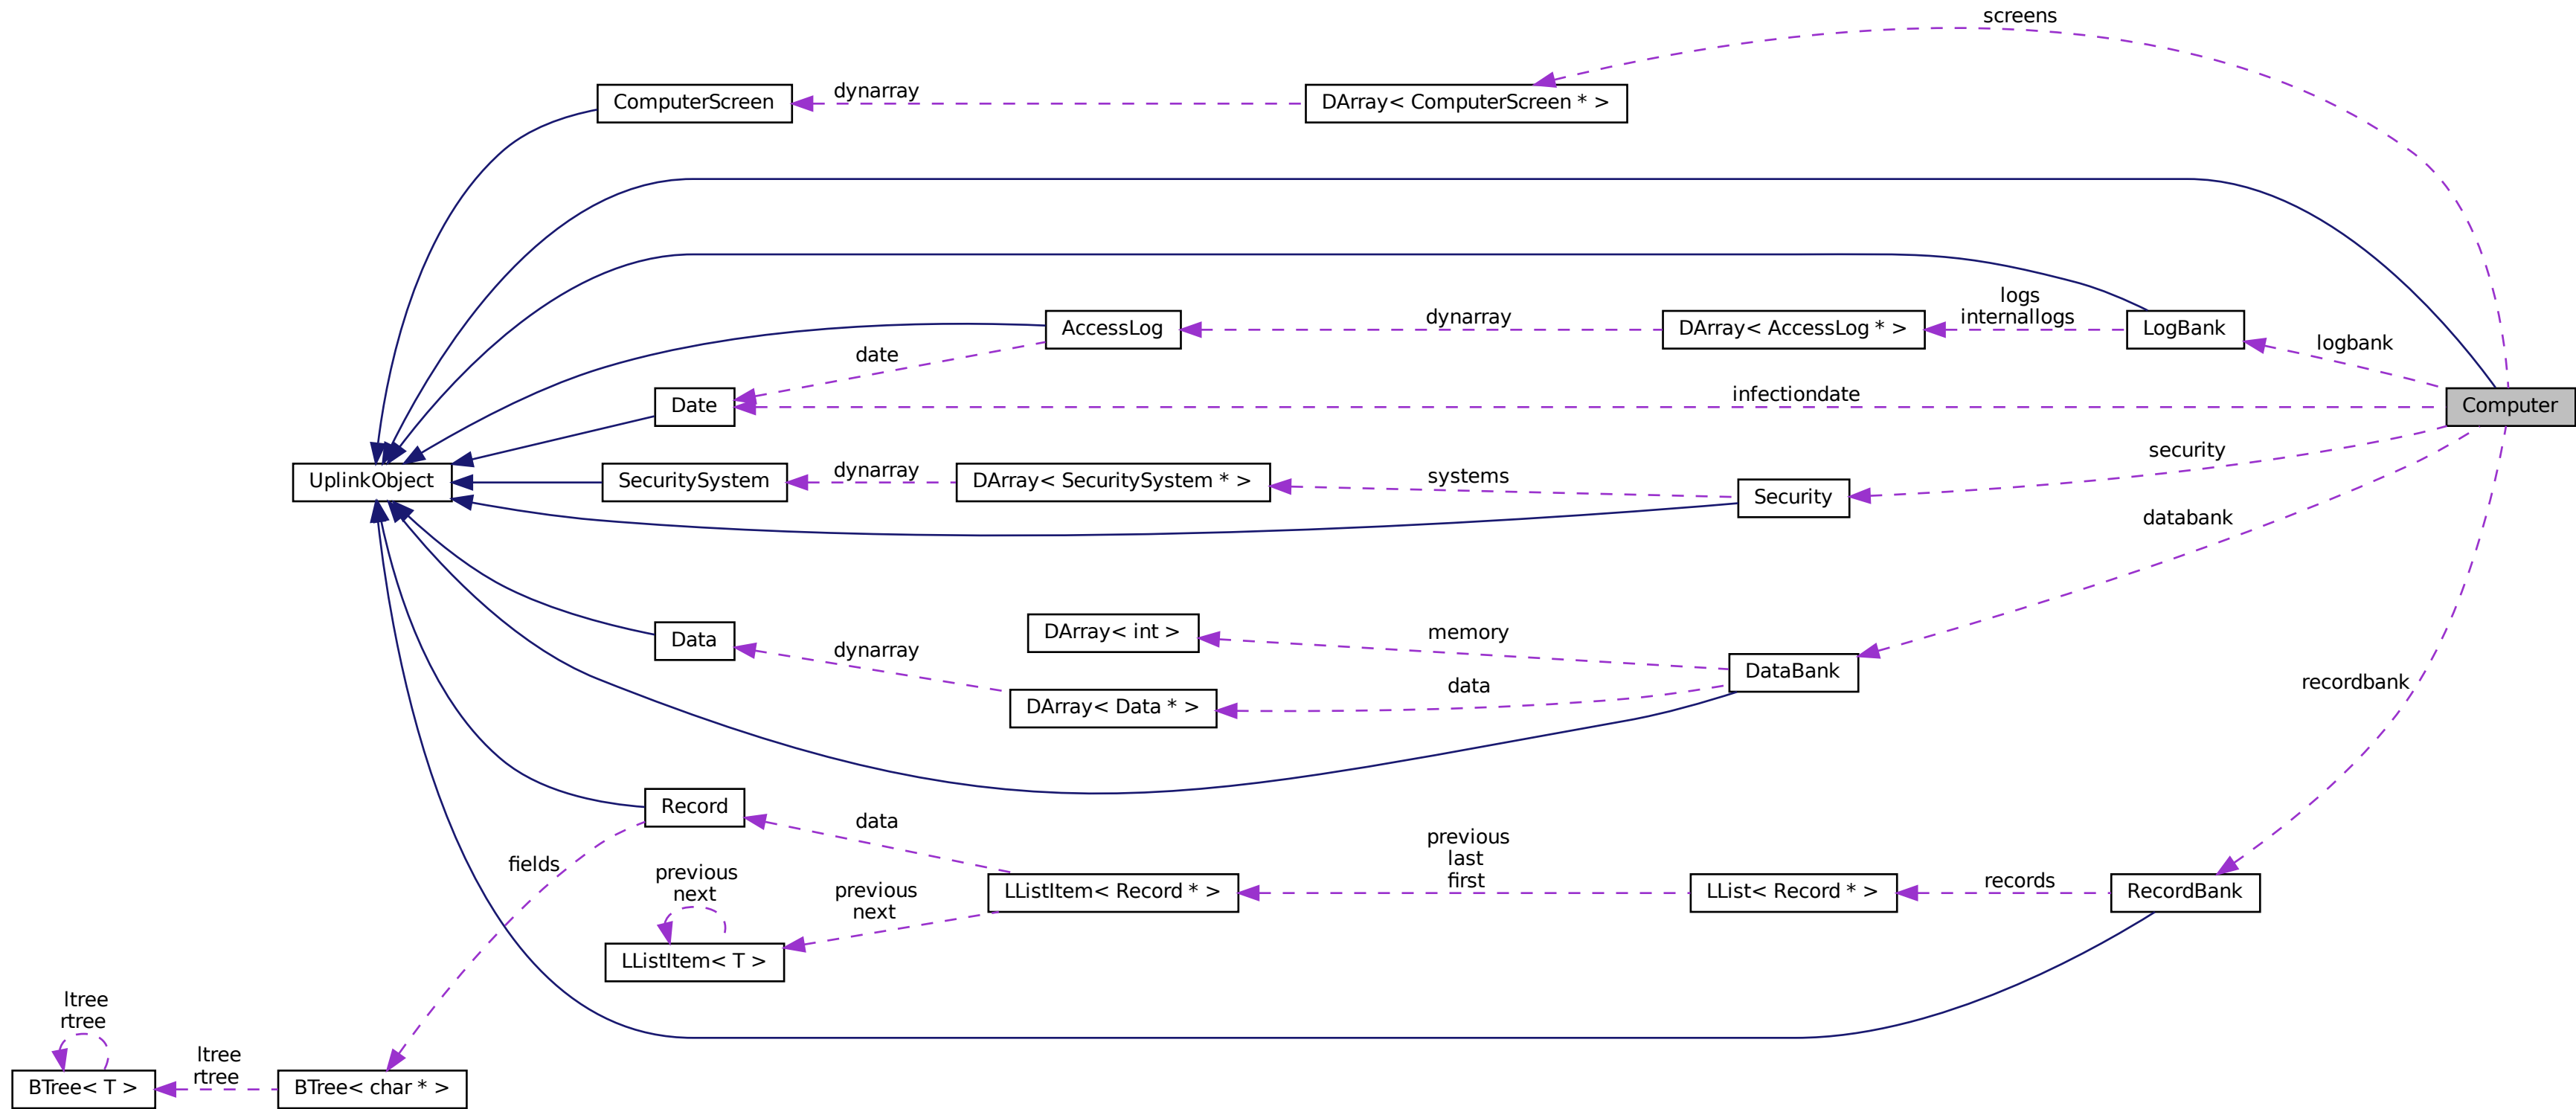 screens
ComputerScreen
dynarray
DArray< ComputerScreen * >
AccessLog
dynarray
DArray< AccessLog * >
logs
internallogs
LogBank
logbank
date
Date
infectiondate
Computer
UplinkObject
SecuritySystem
dynarray
DArray< SecuritySystem * >
systems
Security
security
databank
Data
dynarray
DArray< int >
memory
DArray< Data * >
data
DataBank
recordbank
Record
data
fields
previous
next
LListItem< T >
previous
next
LListItem< Record * >
previous
last
first
LList< Record * >
records
RecordBank
ltree
rtree
BTree< T >
ltree
rtree
BTree< char * >